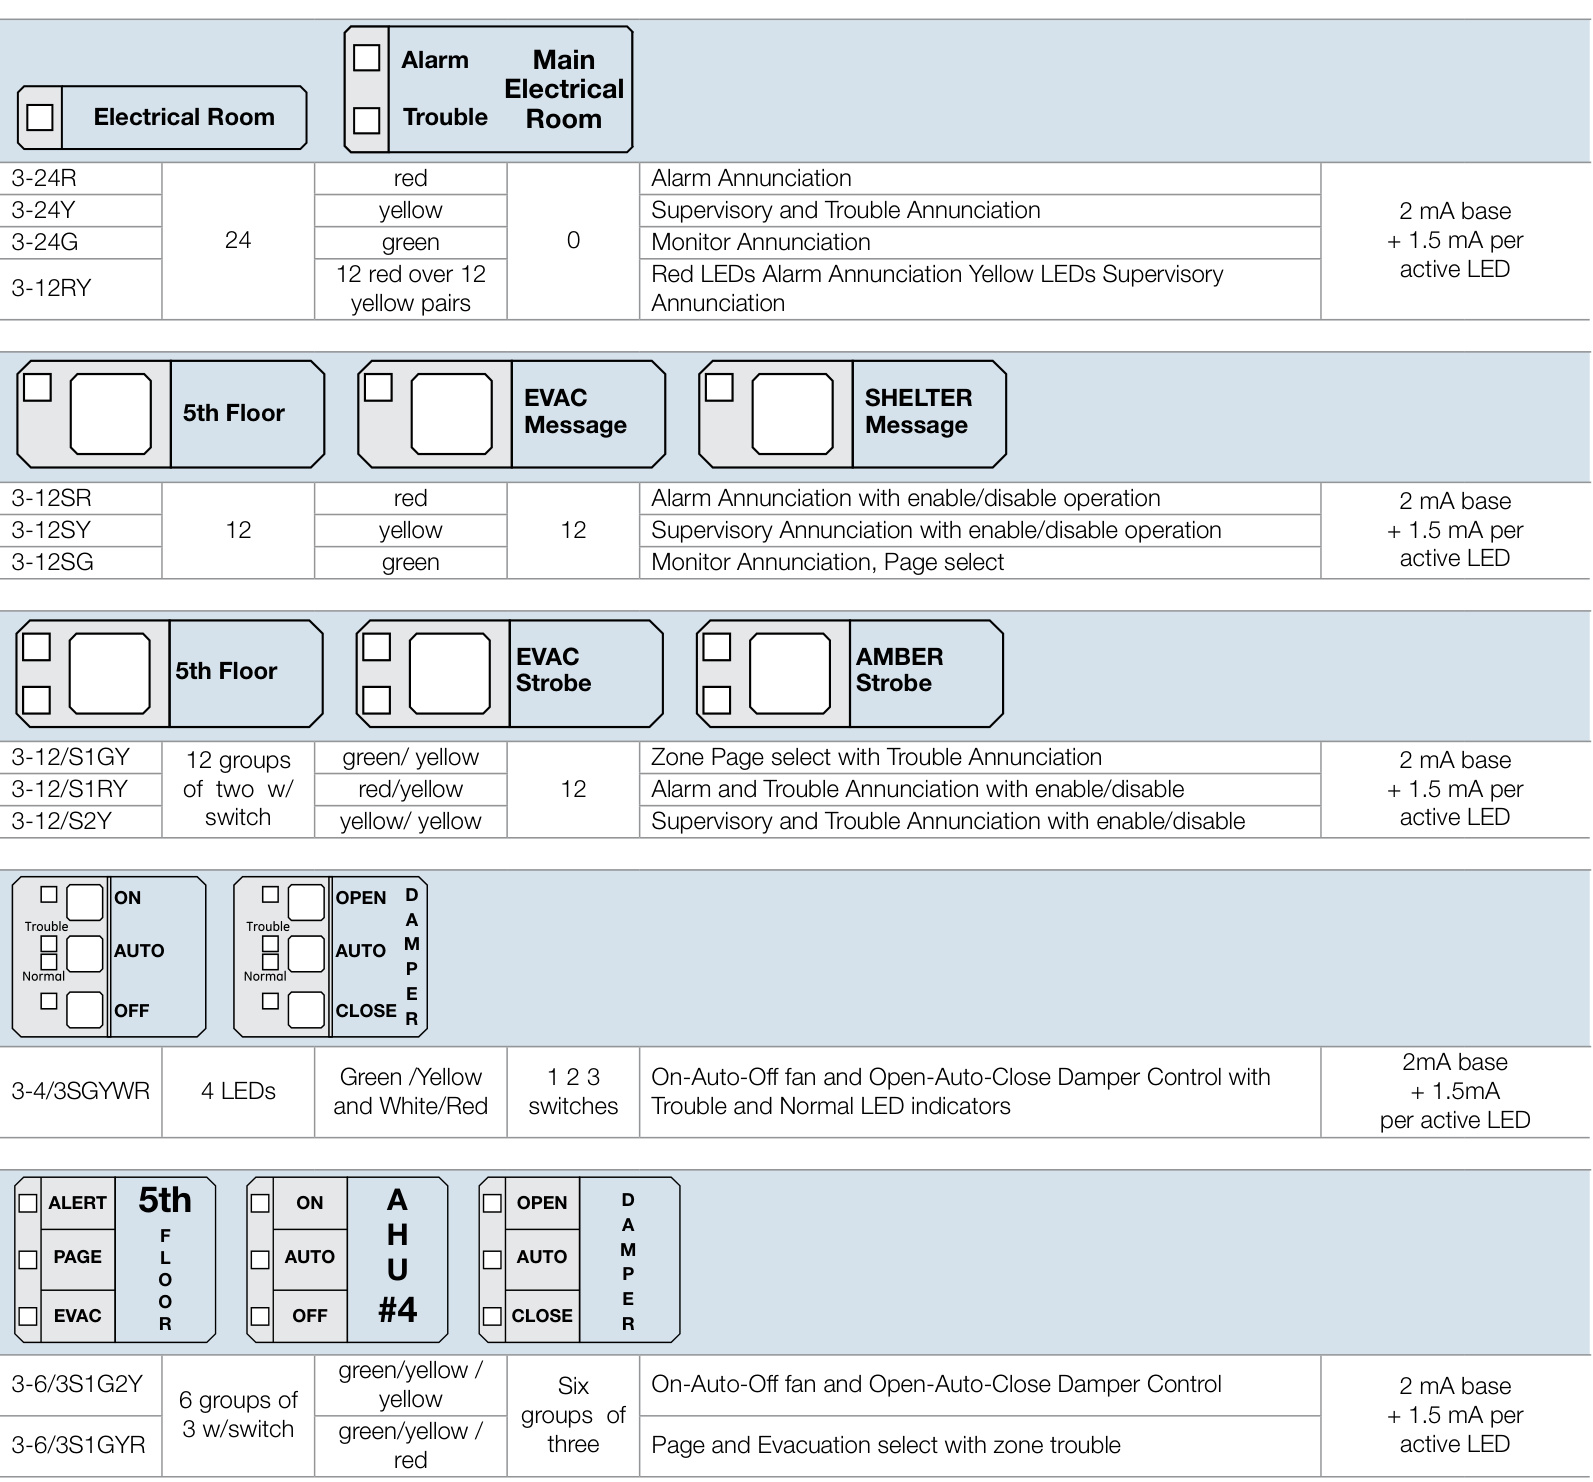 Electrical Room
Alarm
Trouble
Main
Electrical
Room
3-24R
3-24Y
3-24G
3-12RY
24
red
yellow
green
12 red over 12
yellow pairs
0
Alarm Annunciation
Supervisory and Trouble Annunciation
Monitor Annunciation
Red LEDs Alarm Annunciation Yellow LEDs Supervisory
Annunciation
2 mA base
+ 1.5 mA per
active LED
5th Floor
EVAC
Message
SHELTER
Message
3-12SR
3-12SY
3-12SG
12
red
yellow
green
12
Alarm Annunciation with enable/disable operation
Supervisory Annunciation with enable/disable operation
Monitor Annunciation, Page select
2 mA base
+ 1.5 mA per
active LED
5th Floor
EVAC
Strobe
AMBER
Strobe
3-12/S1GY
3-12/S1RY
3-12/S2Y
12 groups
of two w/
switch
green/ yellow
red/yellow
yellow/ yellow
12
Zone Page select with Trouble Annunciation
Alarm and Trouble Annunciation with enable/disable
Supervisory and Trouble Annunciation with enable/disable
2 mA base
+ 1.5 mA per
active LED
ON
Trouble
AUTO
Normal
OFF
OPEN
Trouble
AUTO
Normal
CLOSE
DAMPER
3-4/3SGYWR
4 LEDs
Green /Yellow
and White/Red
1 2 3
switches
On-Auto-Off fan and Open-Auto-Close Damper Control with
Trouble and Normal LED indicators
2mA base
+ 1.5mA
per active LED
ALERT
PAGE
EVAC
5th
FLOOR
ON
AUTO
OFF
AHU
#4
OPEN
AUTO
CLOSE
DAMPER
3-6/3S1G2Y
3-6/3S1GYR
6 groups of
3 w/switch
green/yellow /
yellow
green/yellow /
red
Six
groups of
three
On-Auto-Off fan and Open-Auto-Close Damper Control
Page and Evacuation select with zone trouble
2 mA base
+ 1.5 mA per
active LED